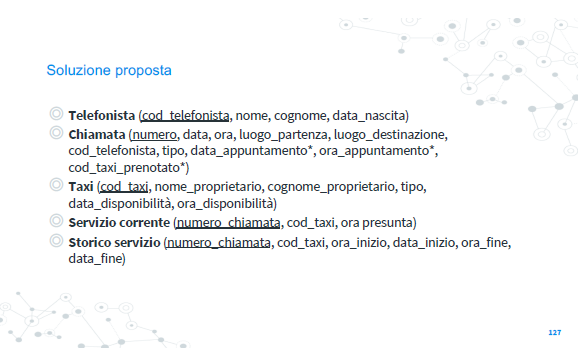 Soluzione proposta
Telefonista (cod_telefonista, nome, cognome, data_nascita)
Chiamata (numero, data, ora, luogo_partenza, luogo_destinazione,
cod_telefonista, tipo, data_appuntamento*, ora_appuntamento*,
cod_taxi_prenotato*)
Taxi (cod_taxi, nome_proprietario, cognome_proprietario, tipo,
data_disponibilità, ora_disponibilità)
Servizio corrente (numero_chiamata, cod_taxi, ora presunta)
Storico servizio (numero_chiamata, cod_taxi, ora_inizio, data_inizio, ora_fine,
data_fine)
127